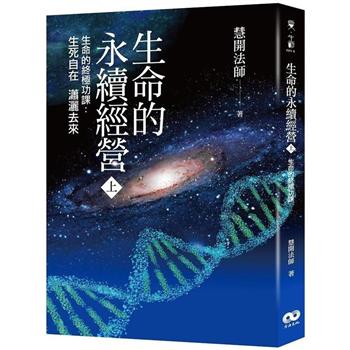 生命的
永續經營
上
生命的終極功課：
生死自在 瀟灑去來
慧開法師
著
生命的永續經營
上
生命的終極功課
慧開法師 著